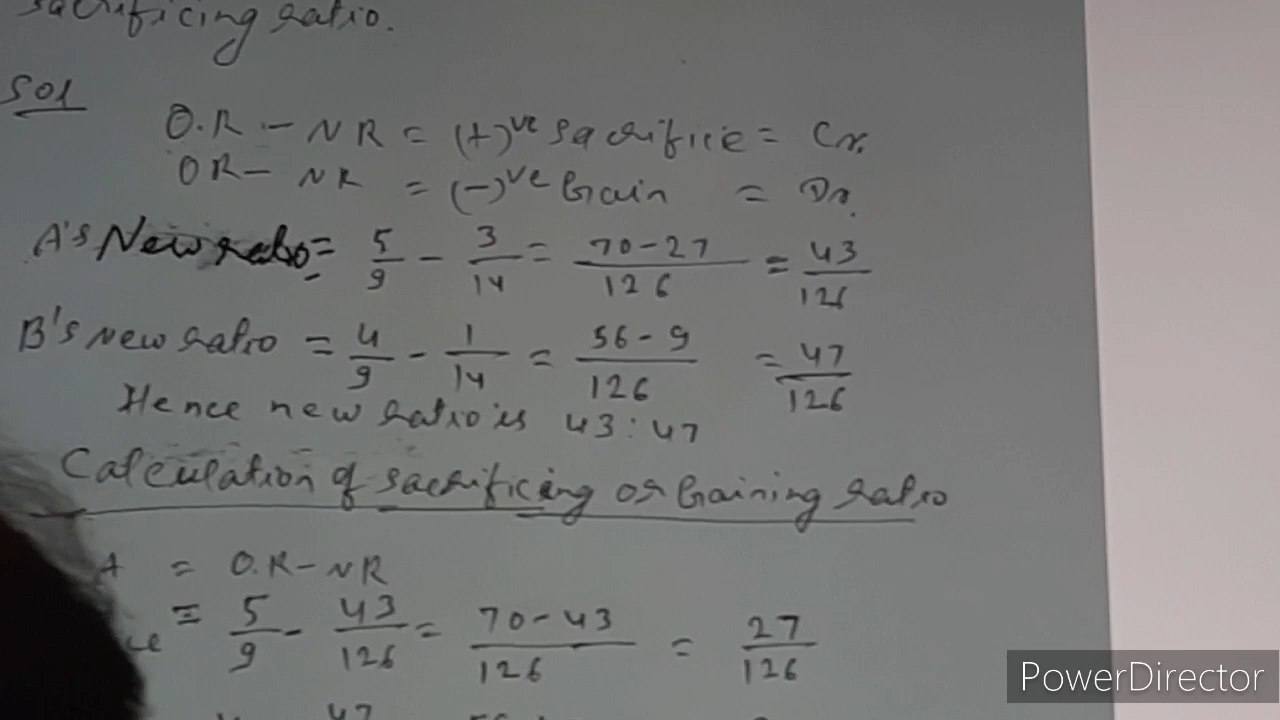 sacrificing ratio.
Sol
O.R - NR = (+)ve Sacrifice = Cr.
OR - NR = (-)ve Gain = Dr.
A's New ratio = 5/9 - 3/14 = 70-27/126 = 43/126
B's New ratio = 4/9 - 1/14 = 56-9/126 = 47/126
Hence new ratio is 43:47
Calculation of sacrificing or Gaining ratio
A = O.R - NR
= 5/9 - 43/126 = 70-43/126 = 27/126
47
PowerDirector